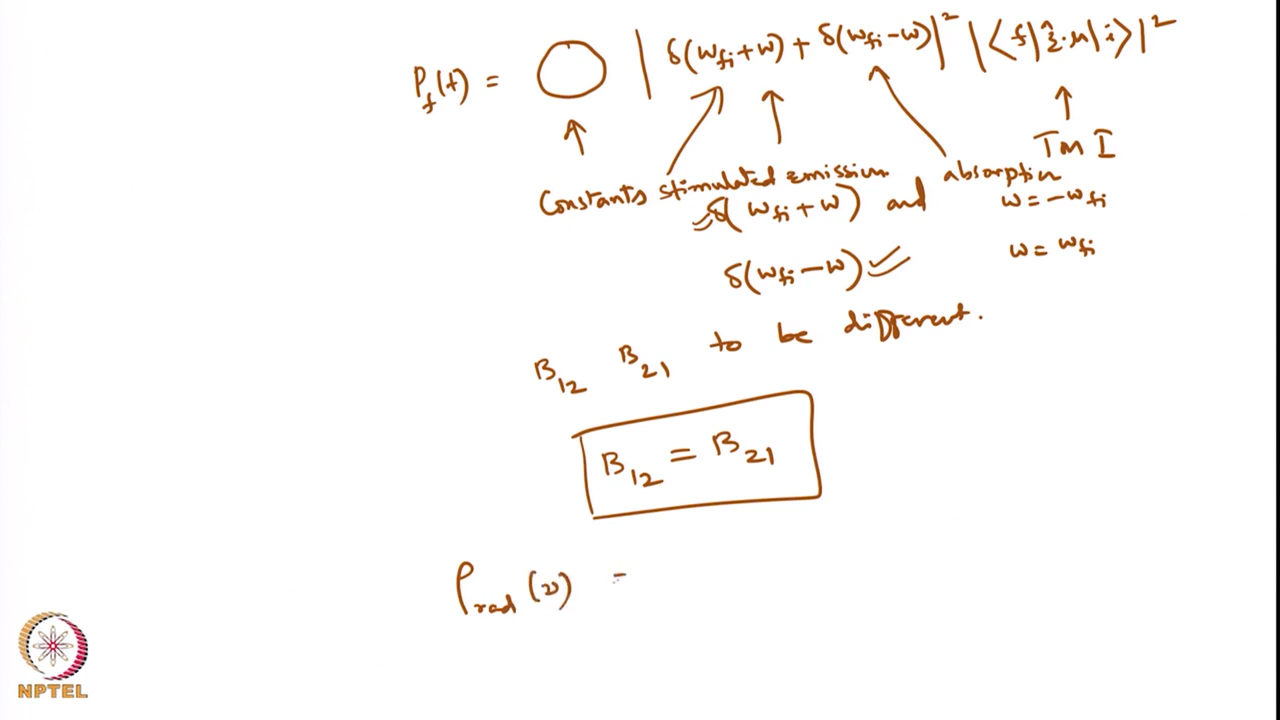 P_f(t) = ◯ | δ(ω_fi + ω) + δ(ω_fi − ω)|² |⟨f|ε̂·μ|i⟩|²
TMI
Constants stimulated emission absorption
δ(ω_fi + ω) and ω = −ω_fi
δ(ω_fi − ω) ω = ω_fi
B_12 B_21 to be different.
B_12 = B_21
ρ_rad (ν) =
NPTEL